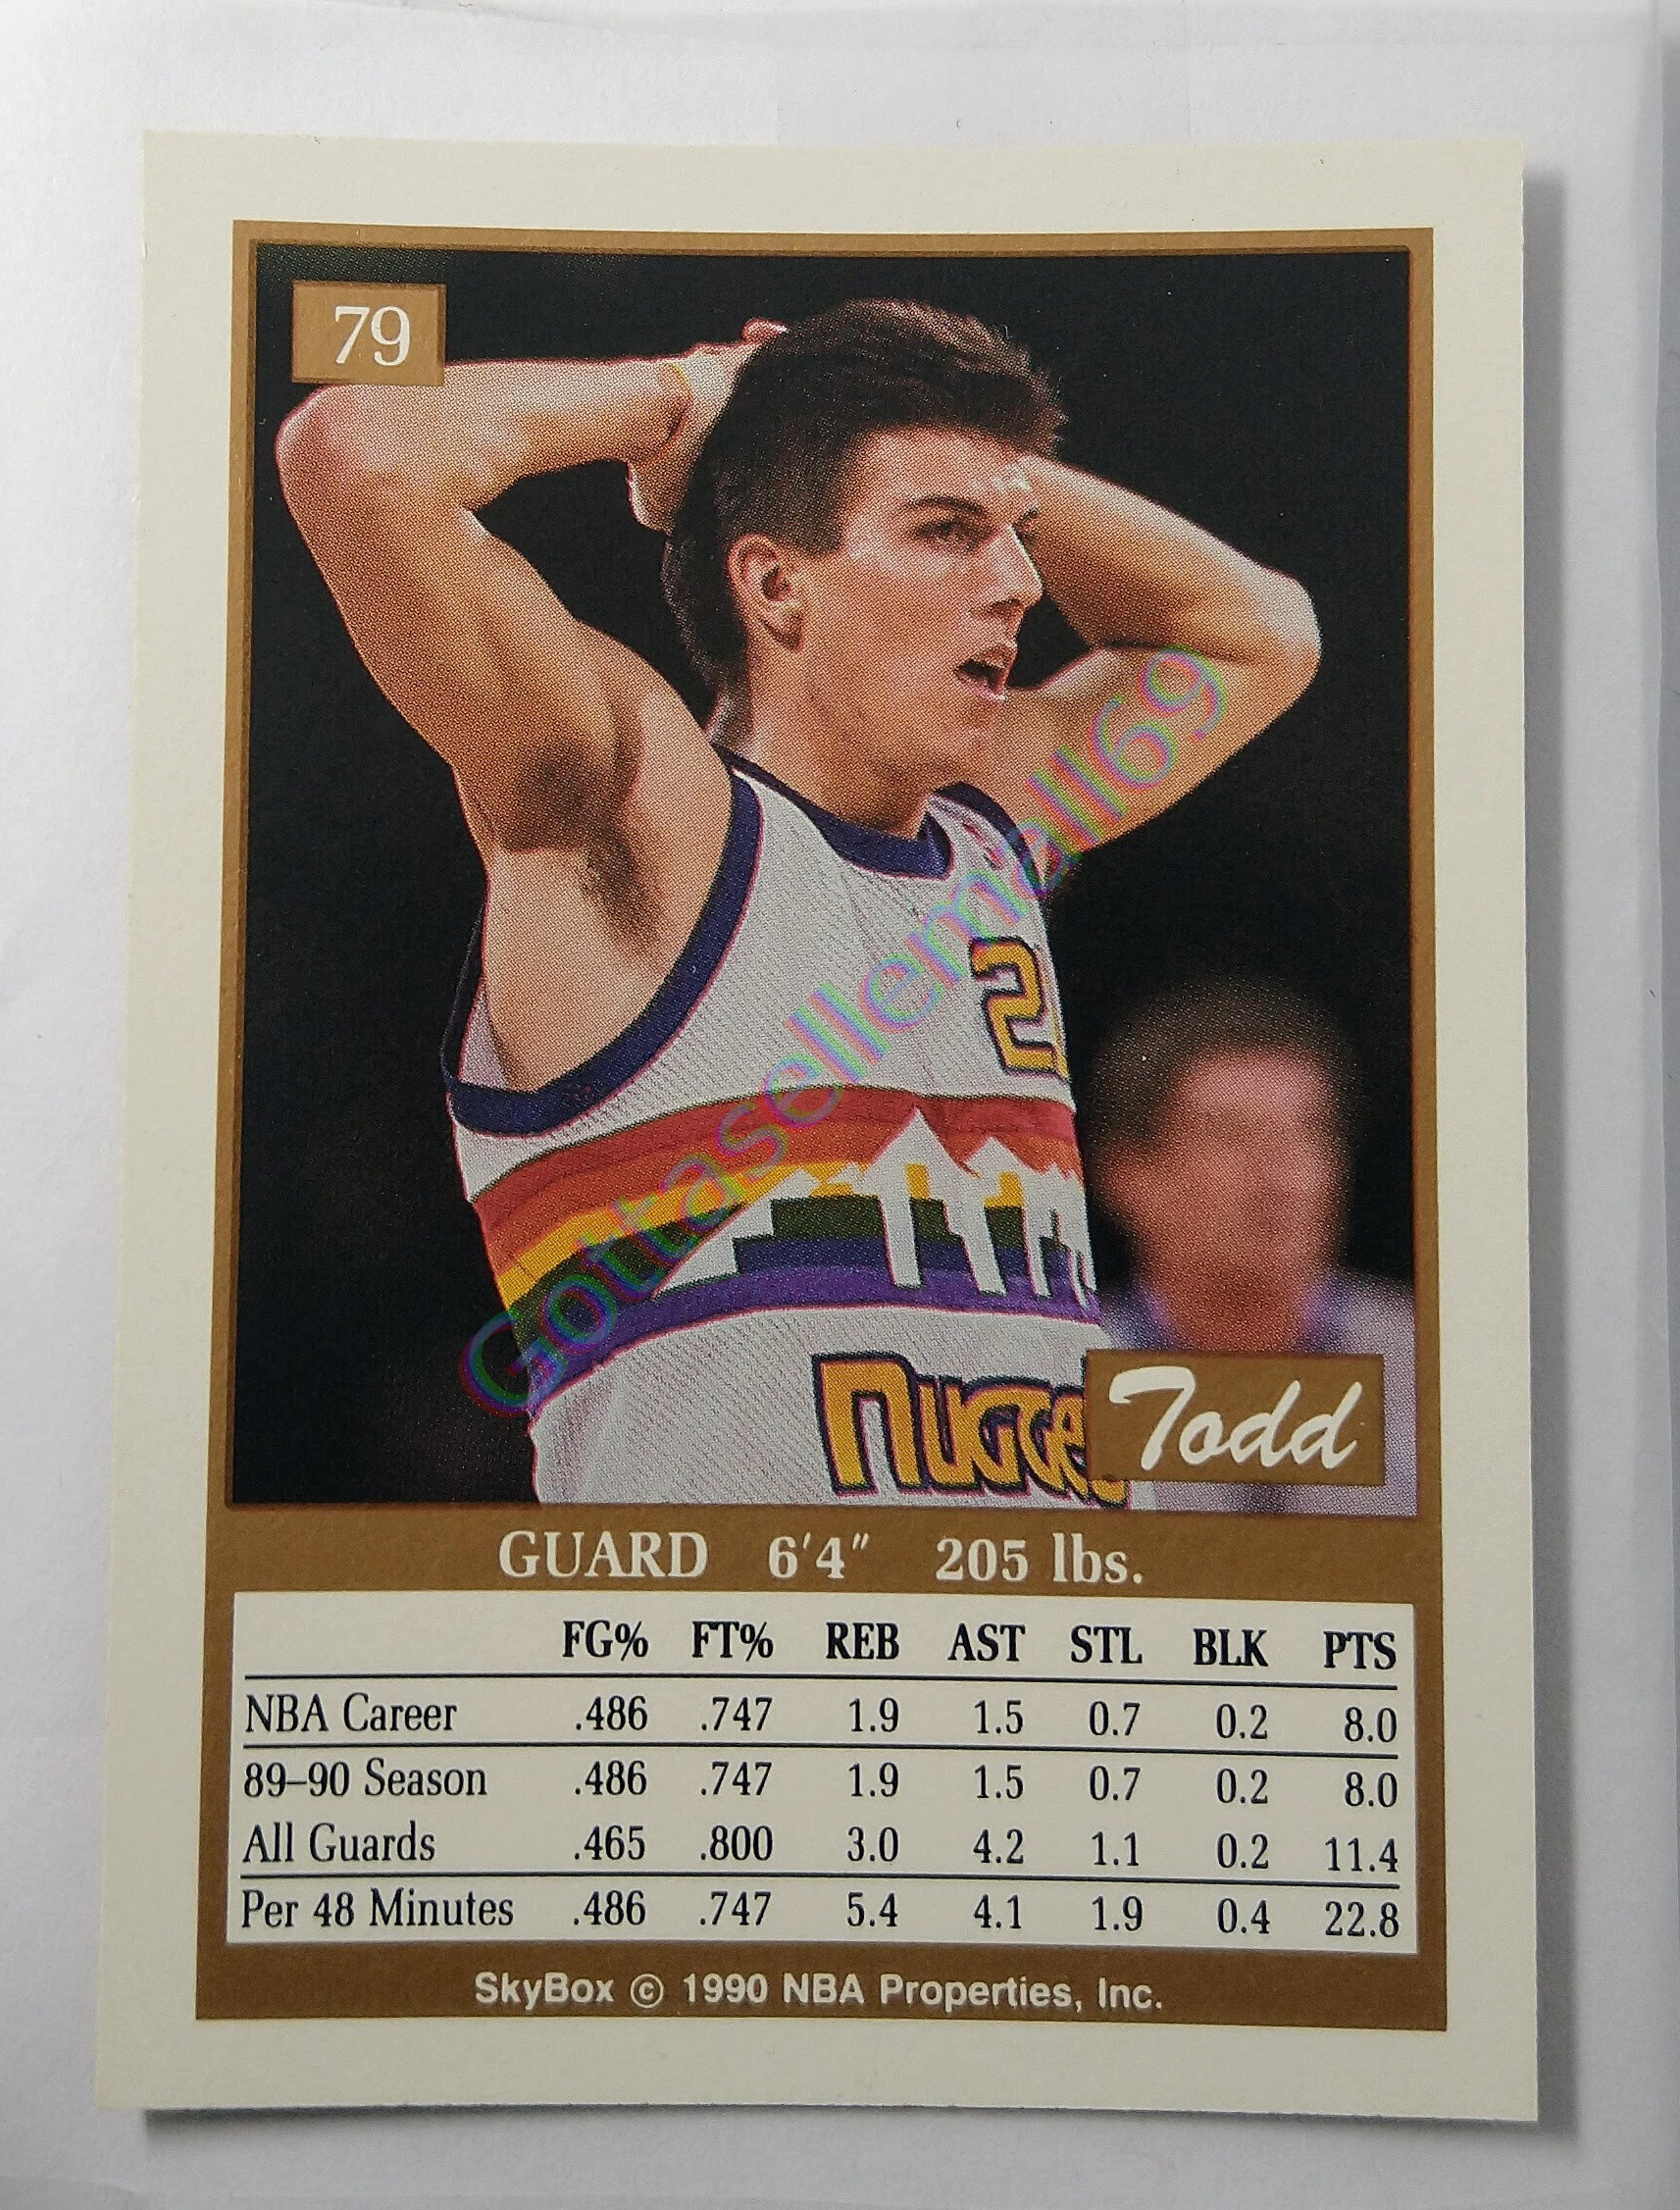 79
Gottasellemall69
2
Nugge
Todd
GUARD 6'4" 205 lbs.
FG% FT% REB AST STL BLK PTS
NBA Career .486 .747 1.9 1.5 0.7 0.2 8.0
89–90 Season .486 .747 1.9 1.5 0.7 0.2 8.0
All Guards .465 .800 3.0 4.2 1.1 0.2 11.4
Per 48 Minutes .486 .747 5.4 4.1 1.9 0.4 22.8
SkyBox © 1990 NBA Properties, Inc.